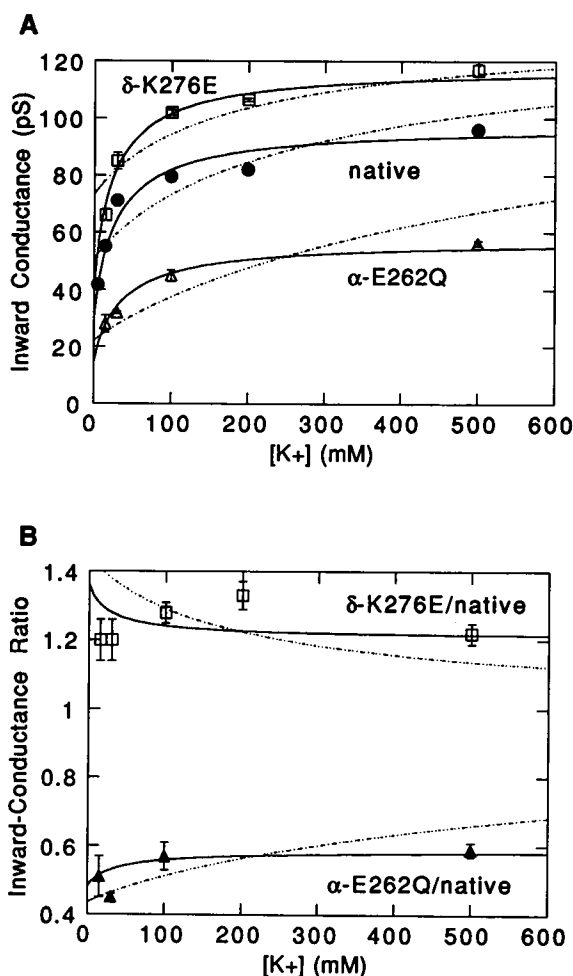 A
Inward Conductance (pS)
120
100
80
60
40
20
0
δ-K276E
native
α-E262Q
0 100 200 300 400 500 600
[K+] (mM)
B
Inward-Conductance Ratio
1.4
1.2
1
0.8
0.6
0.4
δ-K276E/native
α-E262Q/native
0 100 200 300 400 500 600
[K+] (mM)